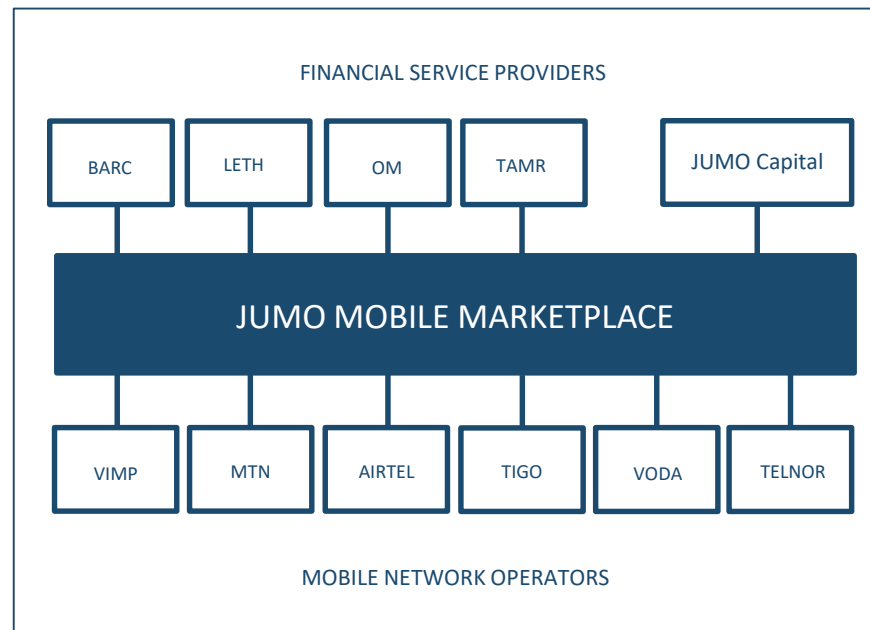 FINANCIAL SERVICE PROVIDERS
BARC
LETH
OM
TAMR
JUMO Capital
JUMO MOBILE MARKETPLACE
VIMP
MTN
AIRTEL
TIGO
VODA
TELNOR
MOBILE NETWORK OPERATORS